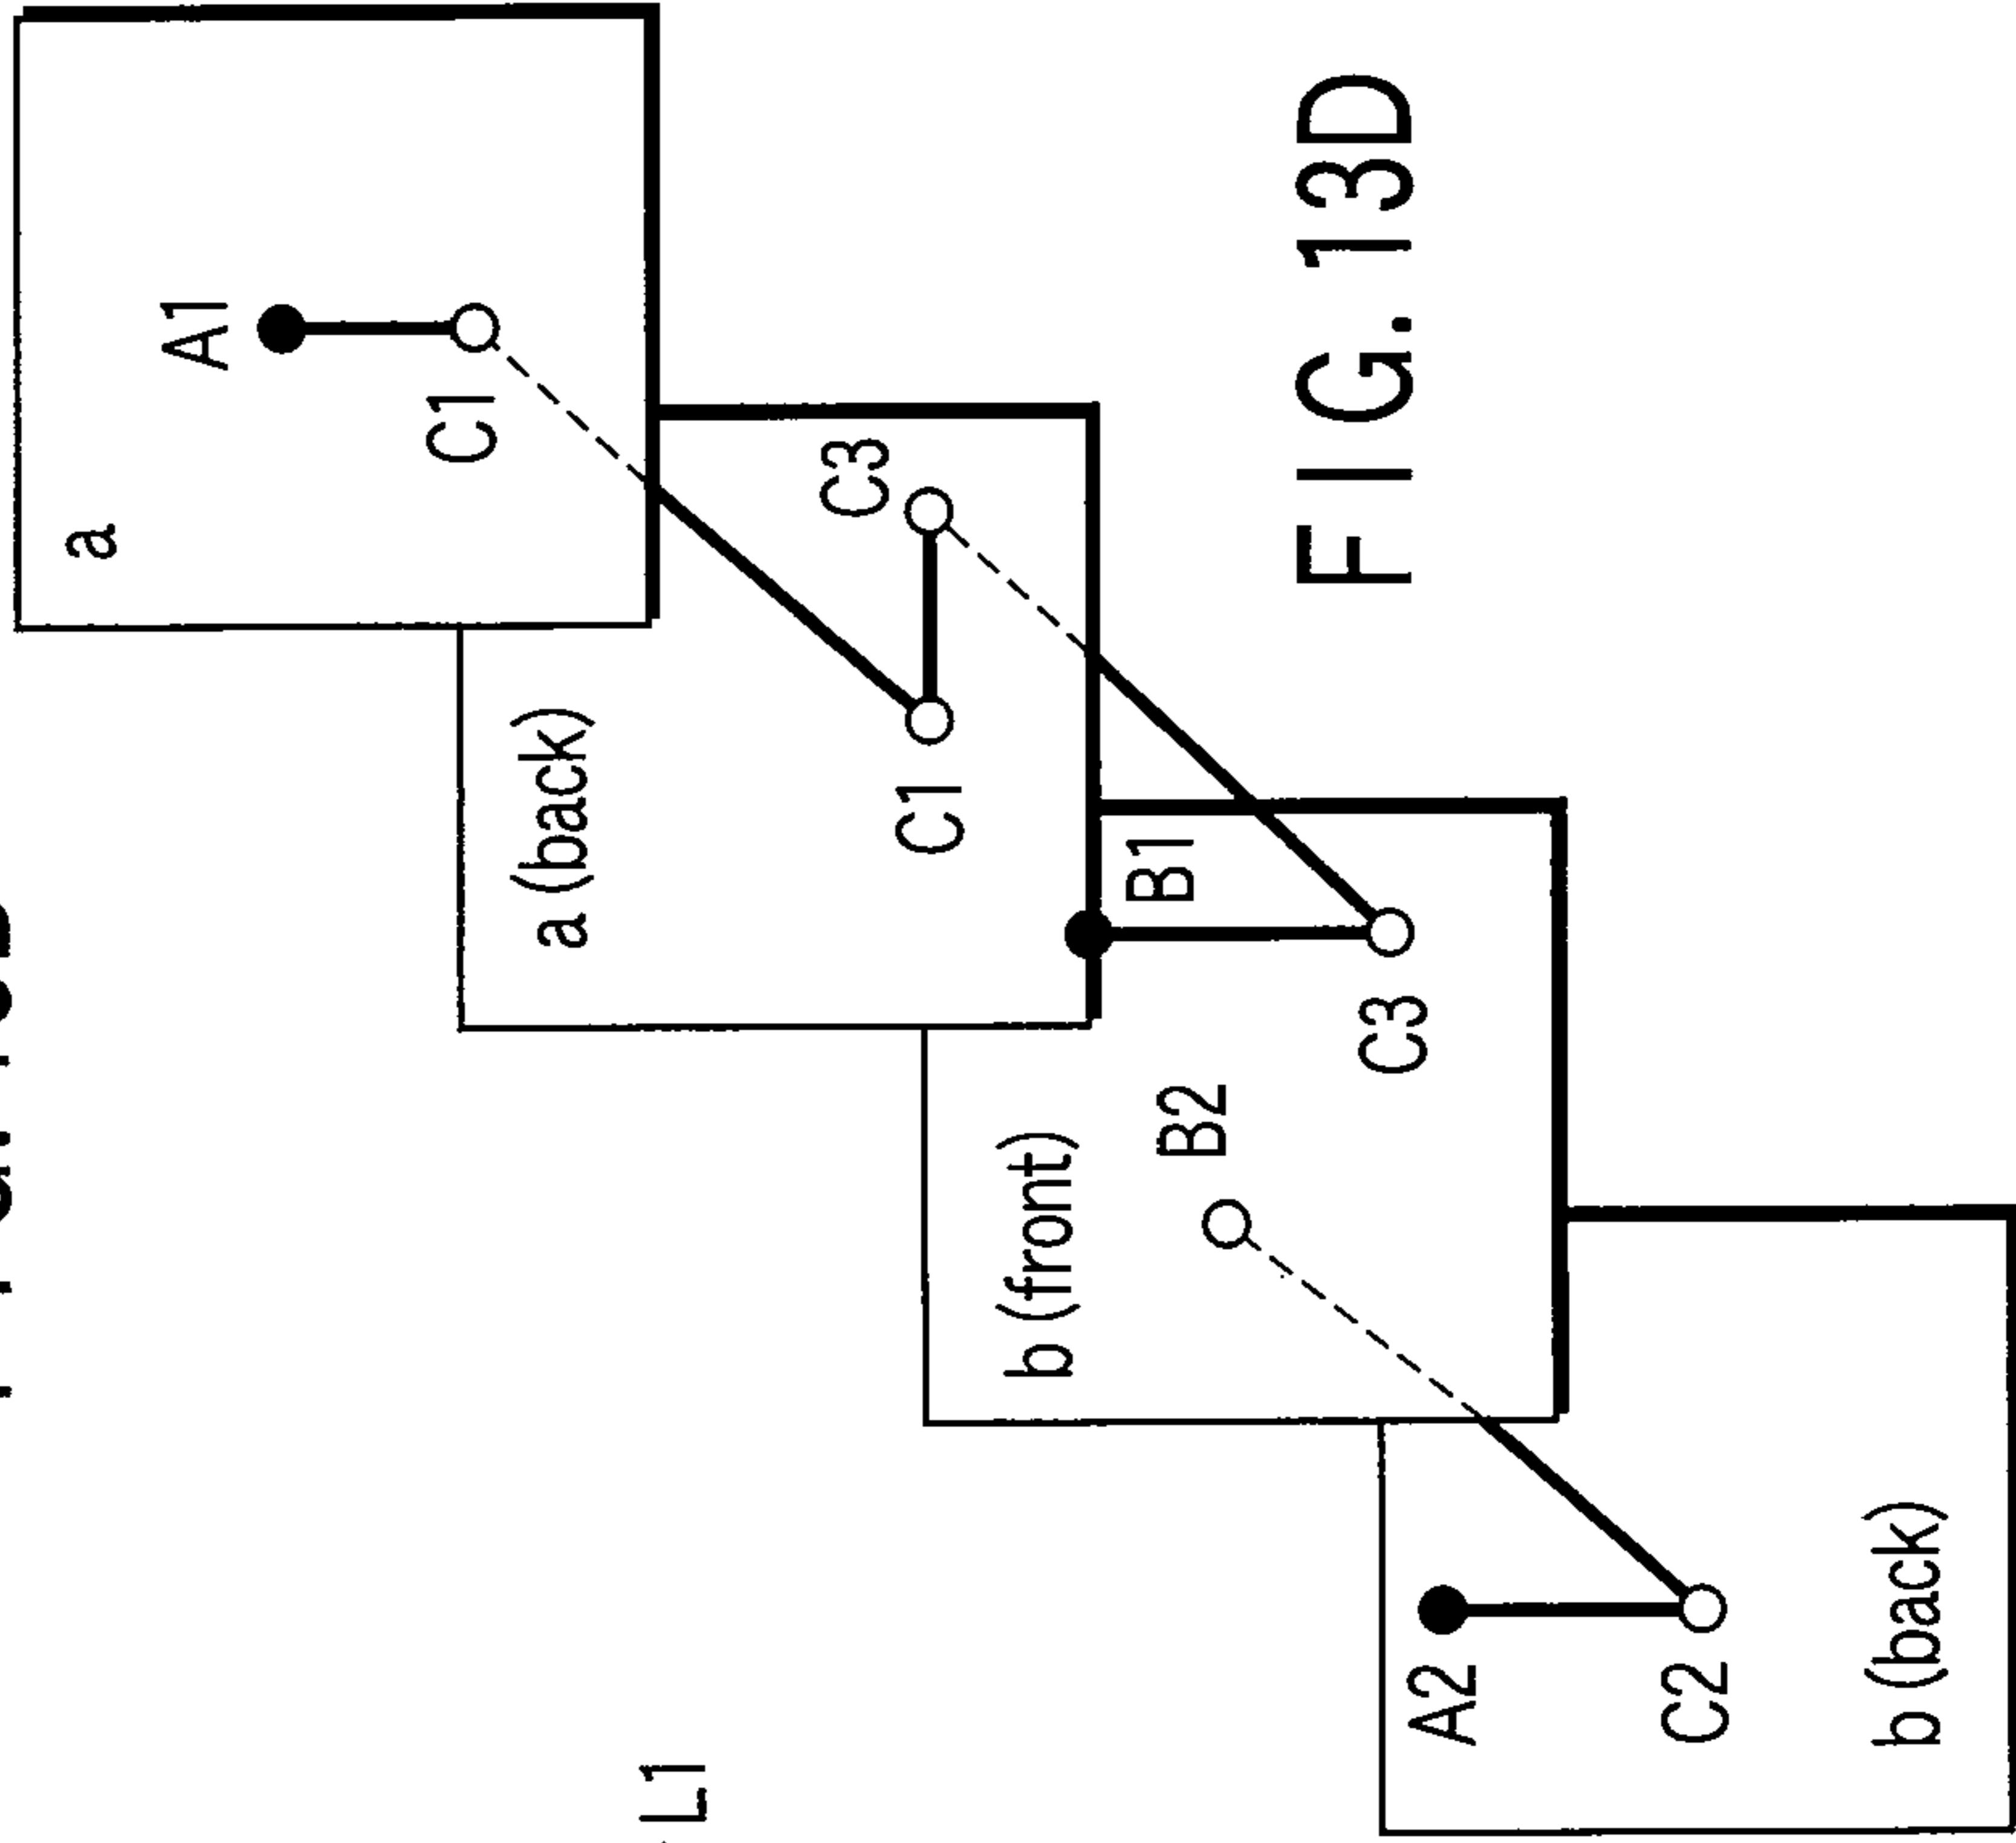 a
A1
C1
a (back)
C3
C1
b (front)
B1
B2
C3
A2
C2
b (back)
L1
FIG. 13D